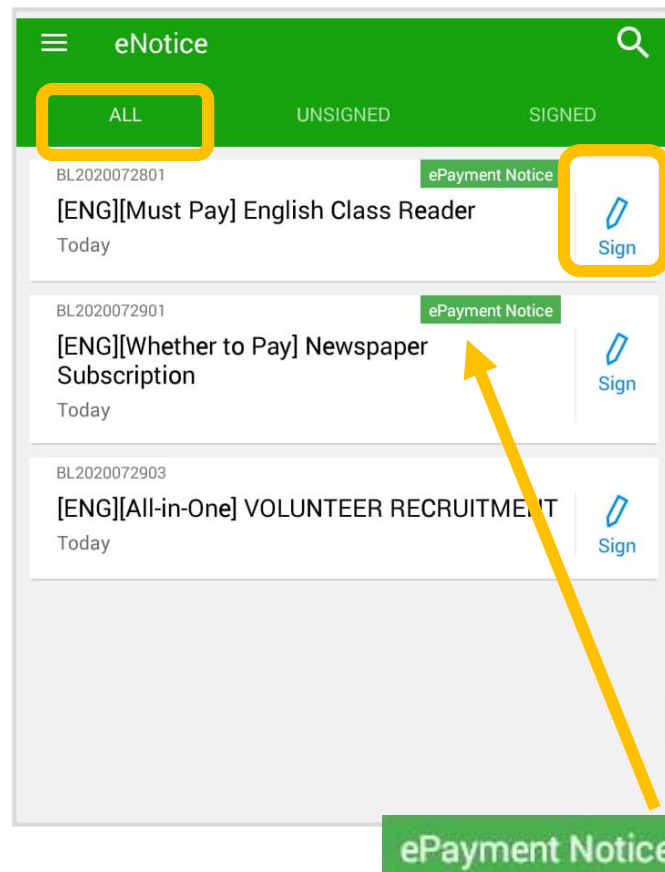 eNotice
ALL UNSIGNED SIGNED
BL2020072801 ePayment Notice
[ENG][Must Pay] English Class Reader
Today
Sign
BL2020072901 ePayment Notice
[ENG][Whether to Pay] Newspaper
Subscription
Today
Sign
BL2020072903
[ENG][All-in-One] VOLUNTEER RECRUITMENT
Today
Sign
ePayment Notice